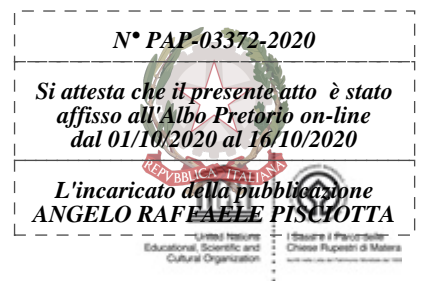 N° PAP-03372-2020
Si attesta che il presente atto è stato
affisso all'Albo Pretorio on-line
dal 01/10/2020 al 16/10/2020
REPVBBLICA ITALIANA
L'incaricato della pubblicazione
ANGELO RAFFAELE PISCIOTTA
United Nations
Educational, Scientific and
Cultural Organization
I Sassi e il Parco delle
Chiese Rupestri di Matera